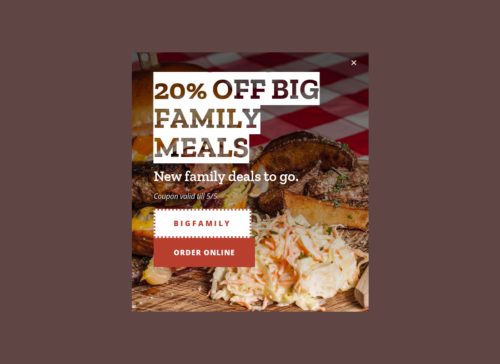 ×
20% OFF BIG
FAMILY
MEALS
New family deals to go.
Coupon valid till 5/5
BIGFAMILY
ORDER ONLINE